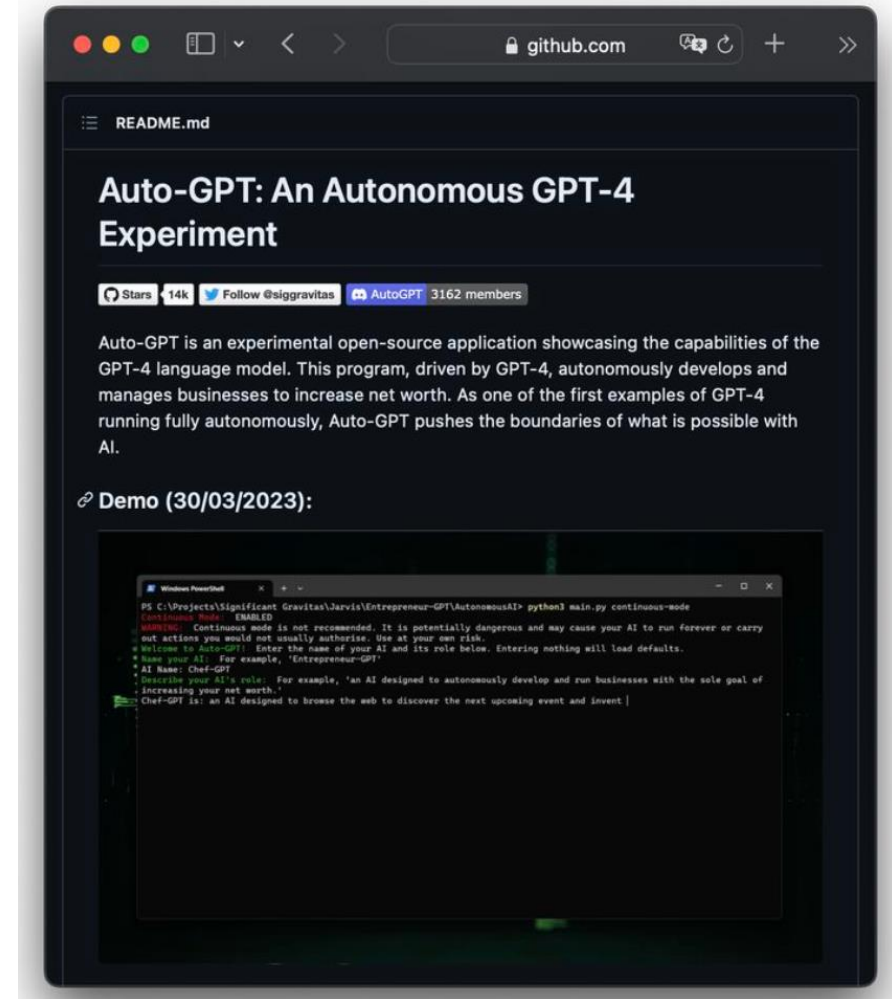 github.com
README.md
Auto-GPT: An Autonomous GPT-4
Experiment
Stars 14k Follow @siggravitas AutoGPT 3162 members
Auto-GPT is an experimental open-source application showcasing the capabilities of the
GPT-4 language model. This program, driven by GPT-4, autonomously develops and
manages businesses to increase net worth. As one of the first examples of GPT-4
running fully autonomously, Auto-GPT pushes the boundaries of what is possible with
AI.
Demo (30/03/2023):
Windows PowerShell
PS C:\Projects\Significant Gravitas\Jarvis\Entrepreneur-GPT\AutonomousAI> python3 main.py continuous-mode
Continuous Mode: ENABLED
WARNING: Continuous mode is not recommended. It is potentially dangerous and may cause your AI to run forever or carry
out actions you would not usually authorise. Use at your own risk.
Welcome to Auto-GPT! Enter the name of your AI and its role below. Entering nothing will load defaults.
Name your AI: For example, 'Entrepreneur-GPT'
AI Name: Chef-GPT
Describe your AI's role: For example, 'an AI designed to autonomously develop and run businesses with the sole goal of
increasing your net worth.'
Chef-GPT is: an AI designed to browse the web to discover the next upcoming event and invent